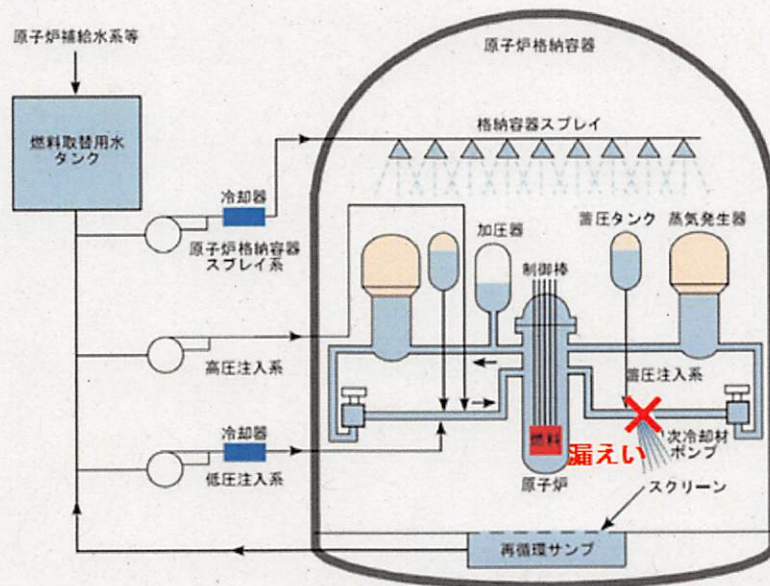 原子炉補給水系等
原子炉格納容器
燃料取替用水
タンク
格納容器スプレイ
冷却器
原子炉格納容器
スプレイ系
加圧器
蓄圧タンク
蒸気発生器
制御棒
高圧注入系
蓄圧注入系
冷却器
燃料
漏えい
次冷却材
ポンプ
低圧注入系
原子炉
スクリーン
再循環サンプ